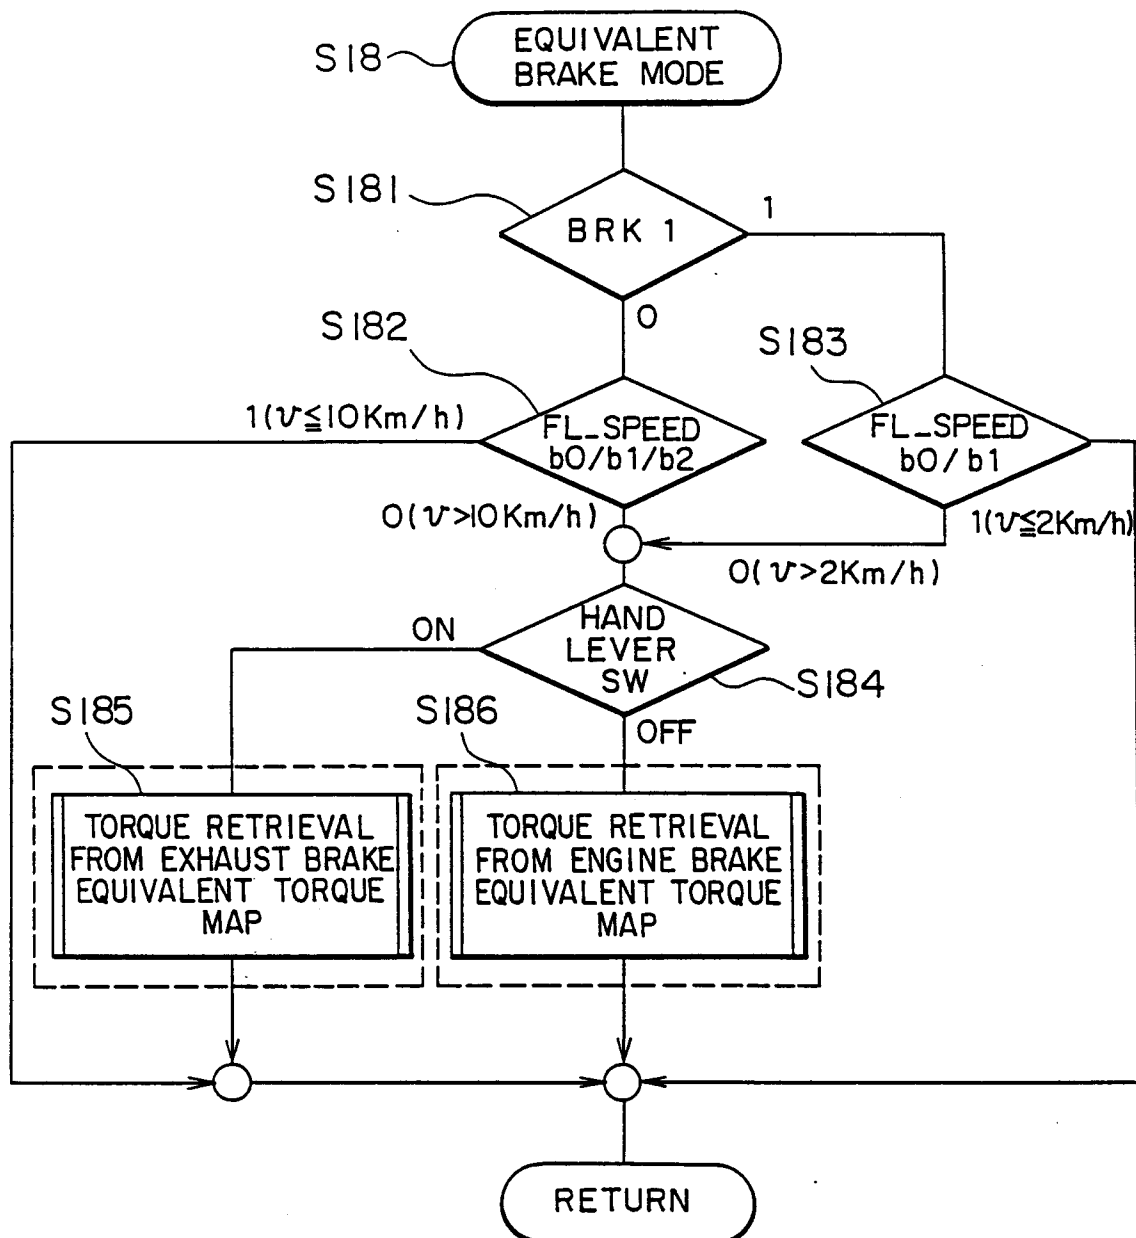 S18
EQUIVALENT
BRAKE MODE
S181
BRK 1
1
0
S182
S183
1(v≦10Km/h)
FL_SPEED
b0/b1/b2
FL_SPEED
b0/b1
0(v>10Km/h)
1(v≦2Km/h)
0(v>2Km/h)
ON
HAND
LEVER
SW
S184
OFF
S185
S186
TORQUE RETRIEVAL
FROM EXHAUST BRAKE
EQUIVALENT TORQUE
MAP
TORQUE RETRIEVAL
FROM ENGINE BRAKE
EQUIVALENT TORQUE
MAP
RETURN